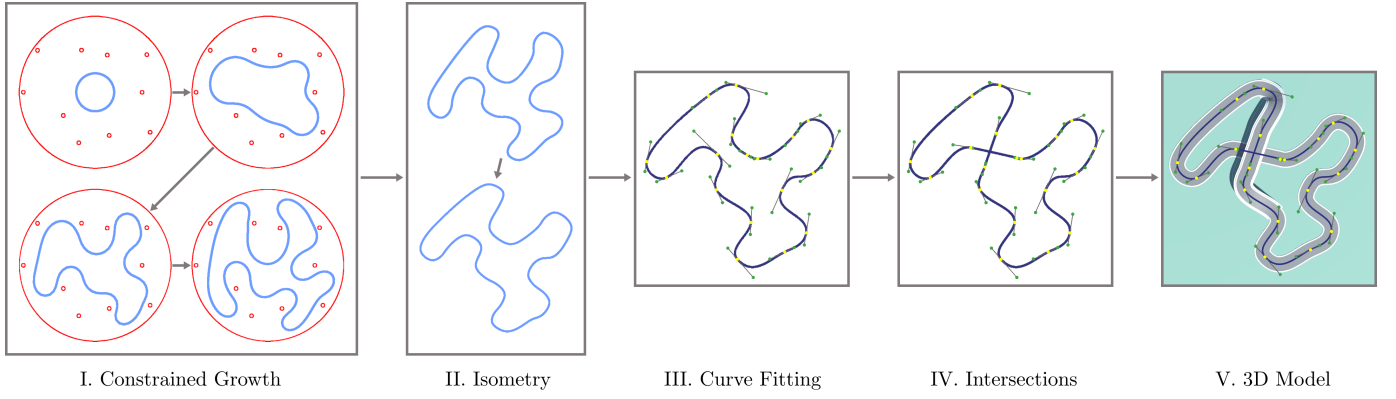 I. Constrained Growth
II. Isometry
III. Curve Fitting
IV. Intersections
V. 3D Model